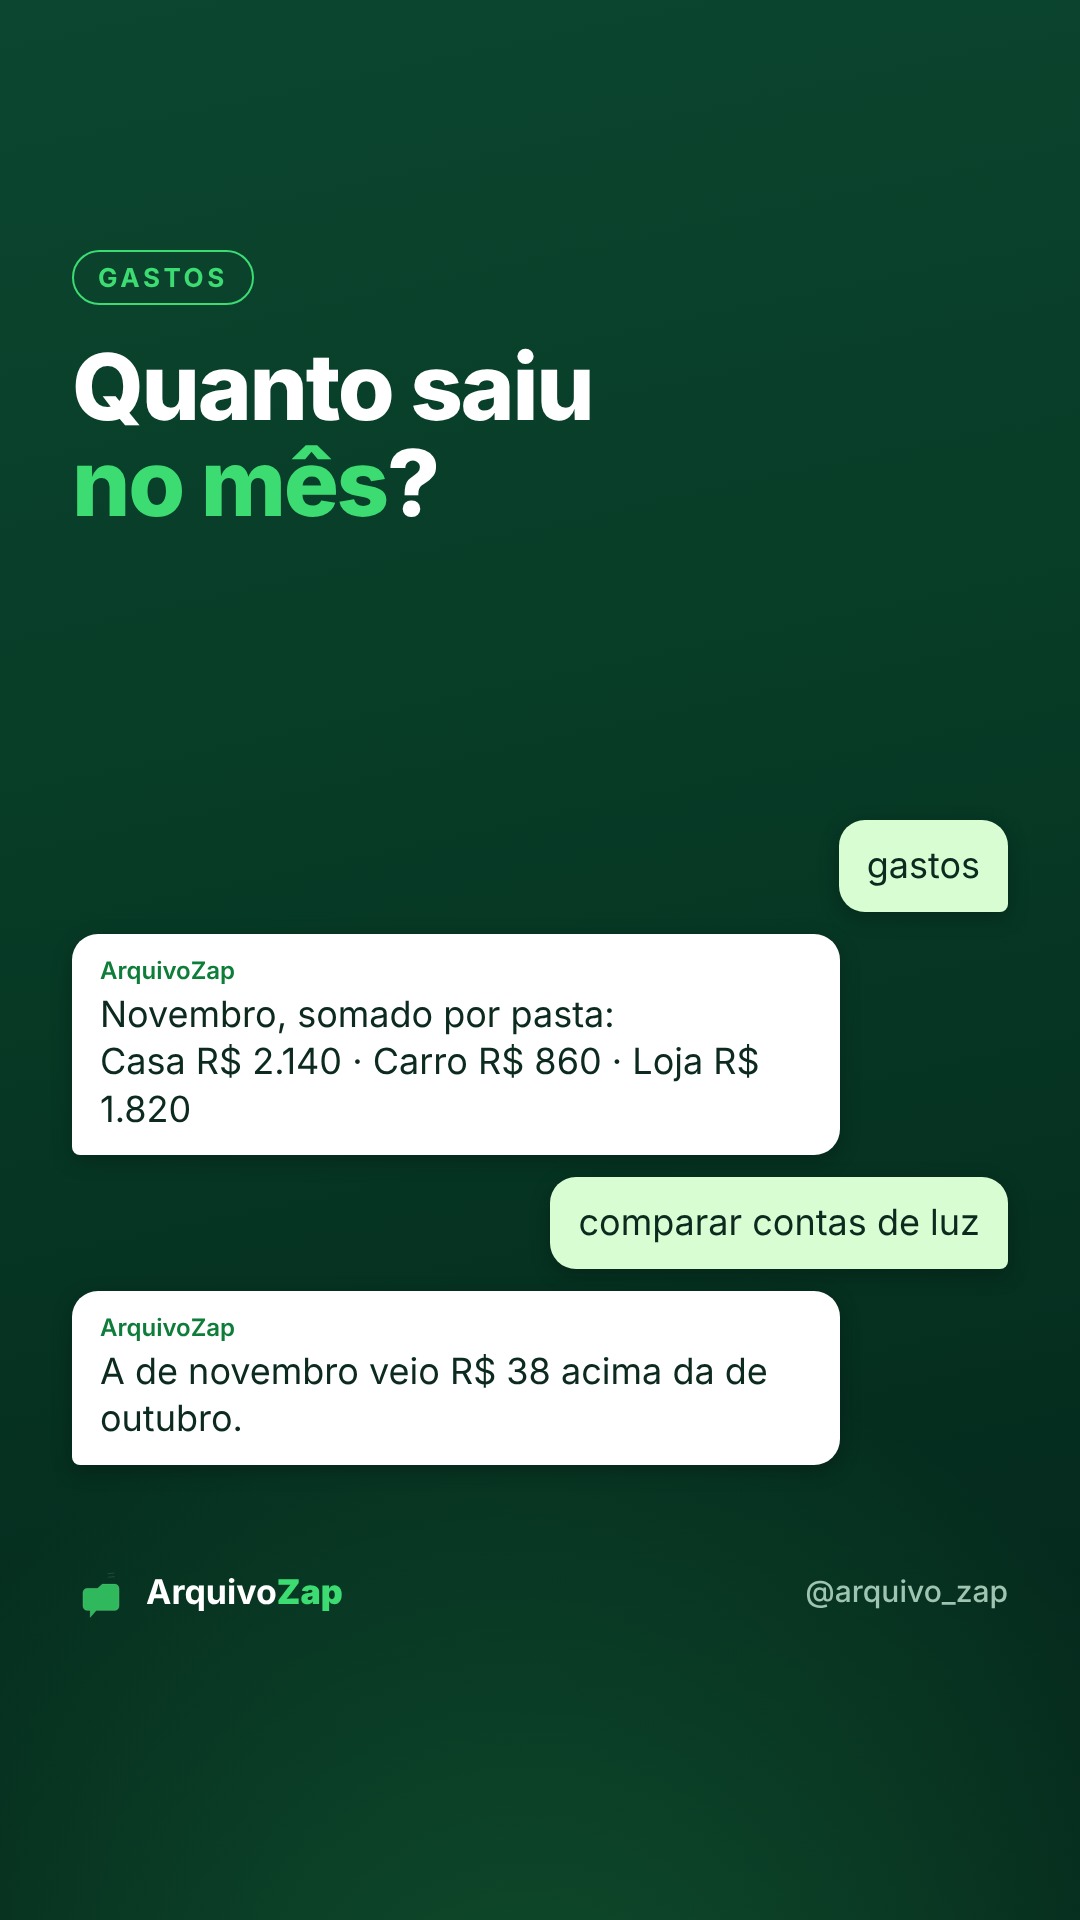 GASTOS
Quanto saiu
no mês?
gastos
ArquivoZap
Novembro, somado por pasta:
Casa R$ 2.140 · Carro R$ 860 · Loja R$
1.820
comparar contas de luz
ArquivoZap
A de novembro veio R$ 38 acima da de
outubro.
ArquivoZap
@arquivo_zap